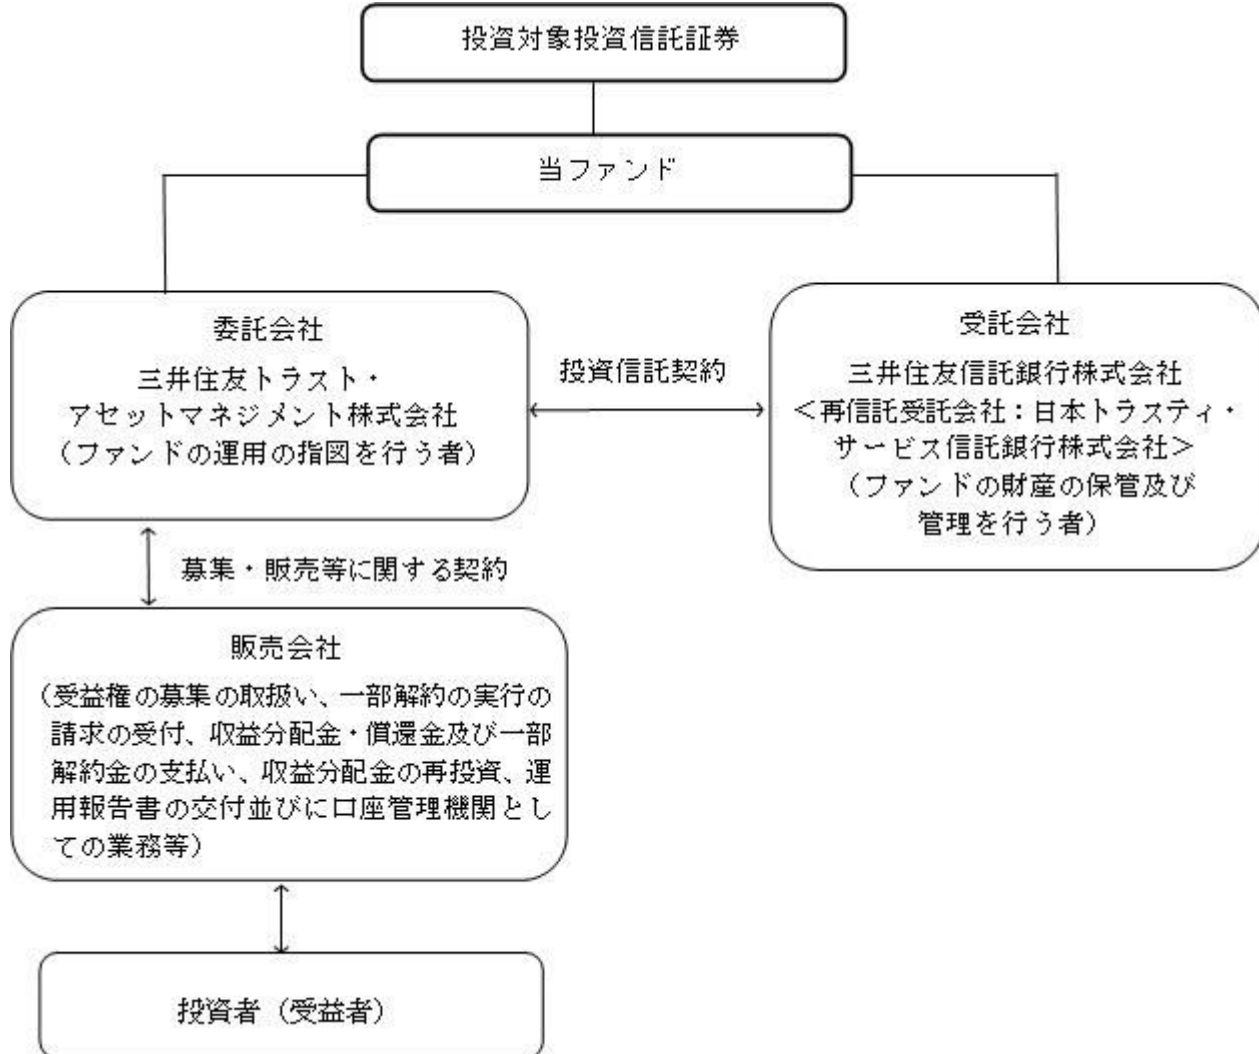 投資対象投資信託証券
当ファンド
委託会社
三井住友トラスト・
アセットマネジメント株式会社
（ファンドの運用の指図を行う者）
投資信託契約
受託会社
三井住友信託銀行株式会社
＜再信託受託会社：日本トラスティ・
サービス信託銀行株式会社＞
（ファンドの財産の保管及び
管理を行う者）
募集・販売等に関する契約
販売会社
（受益権の募集の取扱い、一部解約の実行の
請求の受付、収益分配金・償還金及び一部
解約金の支払い、収益分配金の再投資、運
用報告書の交付並びに口座管理機関とし
ての業務等）
投資者（受益者）